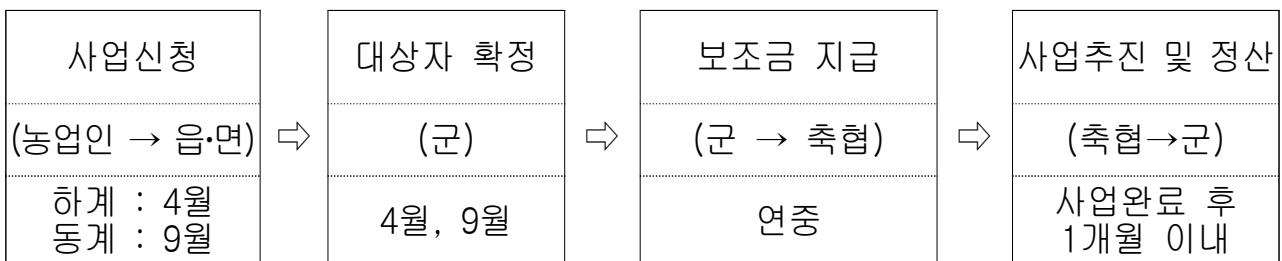 사업신청
(농업인 → 읍·면)
하계 : 4월
동계 : 9월
⇨
대상자 확정
(군)
4월, 9월
⇨
보조금 지급
(군 → 축협)
연중
⇨
사업추진 및 정산
(축협→군)
사업완료 후
1개월 이내